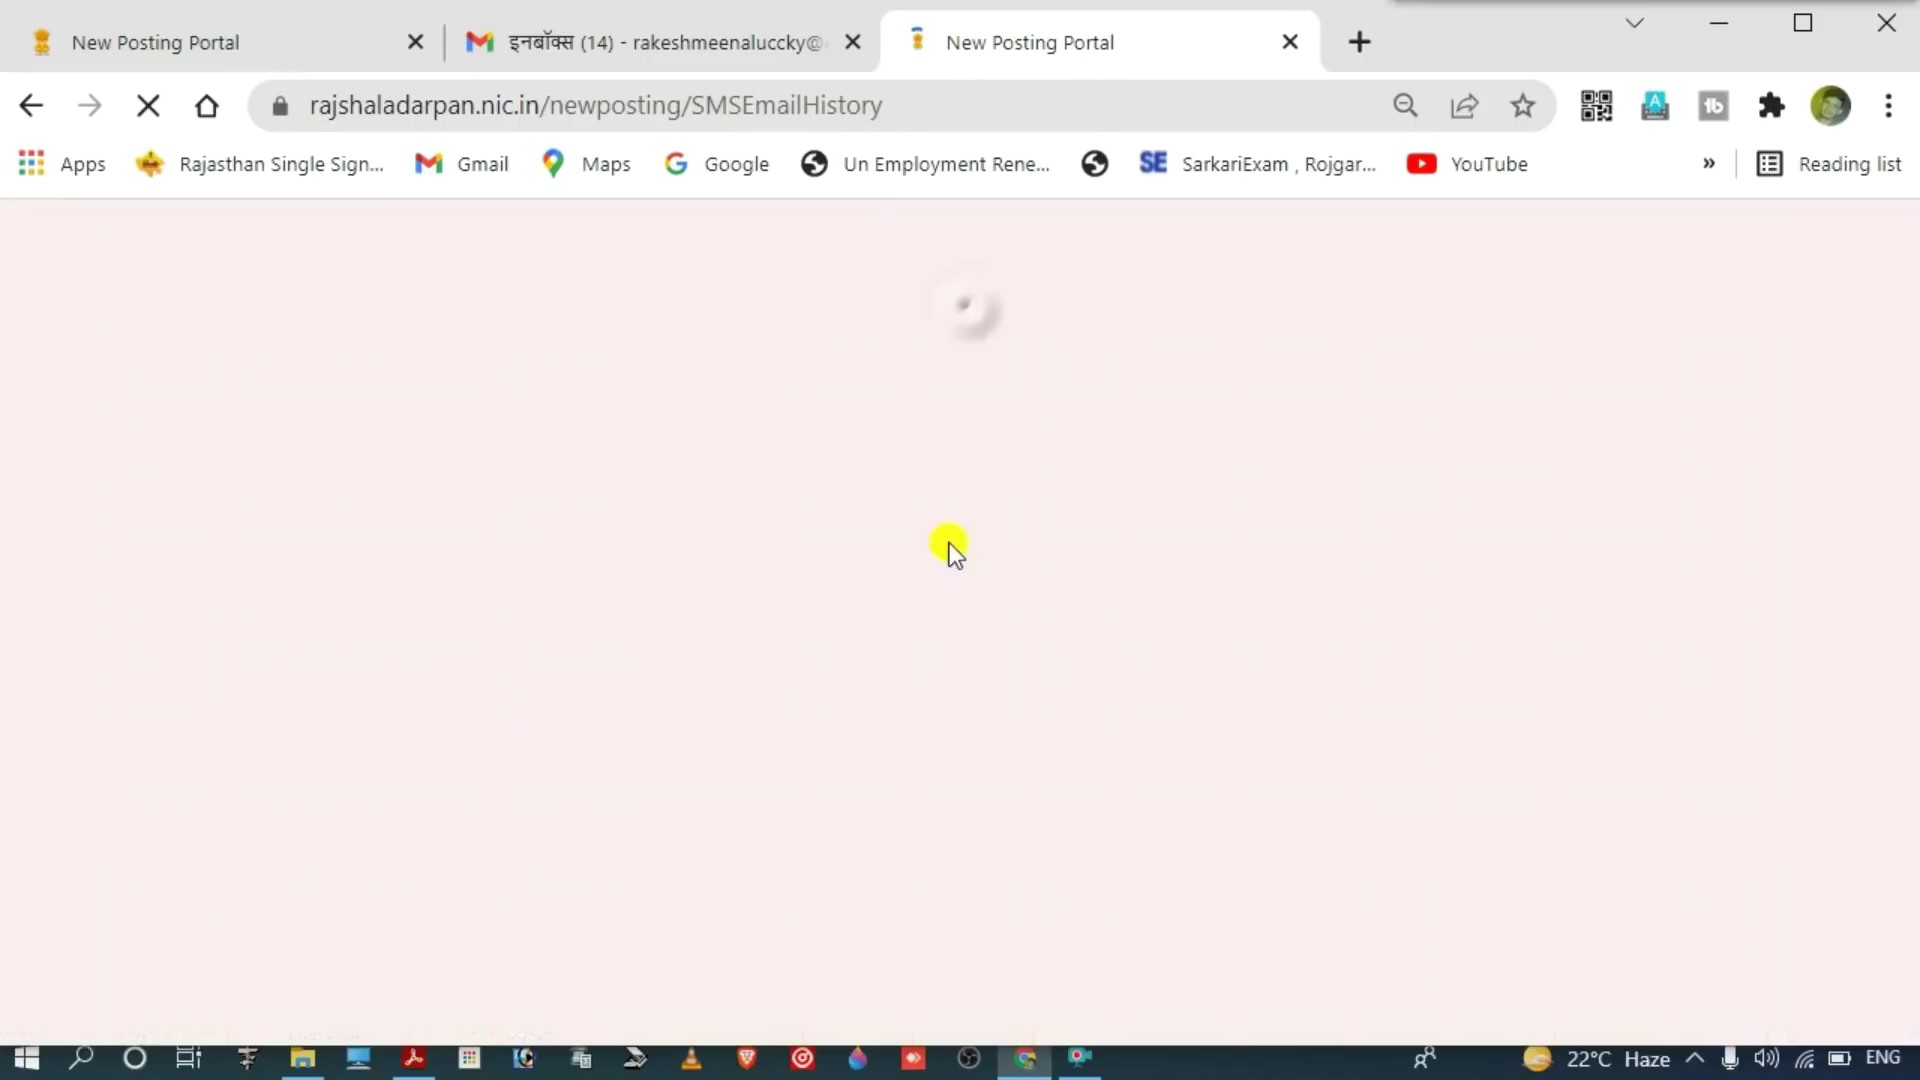 New Posting Portal
इनबॉक्स (14) - rakeshmeenaluccky@
New Posting Portal
rajshaladarpan.nic.in/newposting/SMSEmailHistory
Apps
Rajasthan Single Sign...
Gmail
Maps
Google
Un Employment Rene...
SE SarkariExam , Rojgar...
YouTube
»
Reading list
22°C Haze
ENG